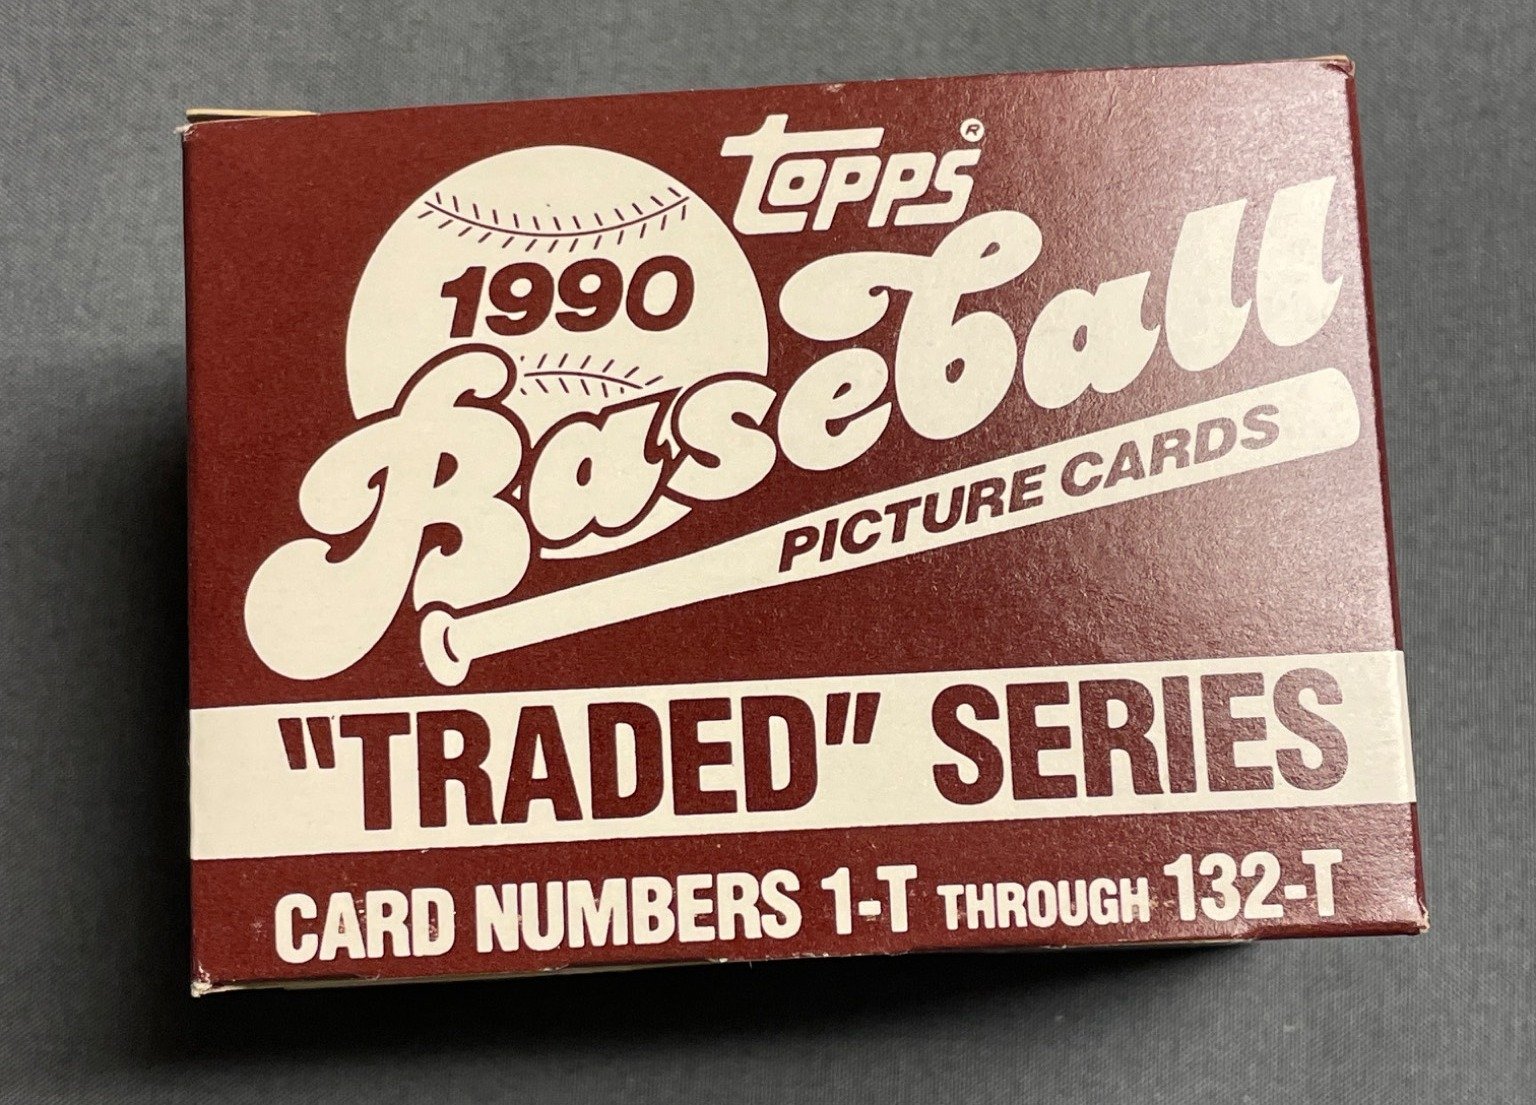 Topps®
1990
Baseball
PICTURE CARDS
"TRADED" SERIES
CARD NUMBERS 1-T THROUGH 132-T